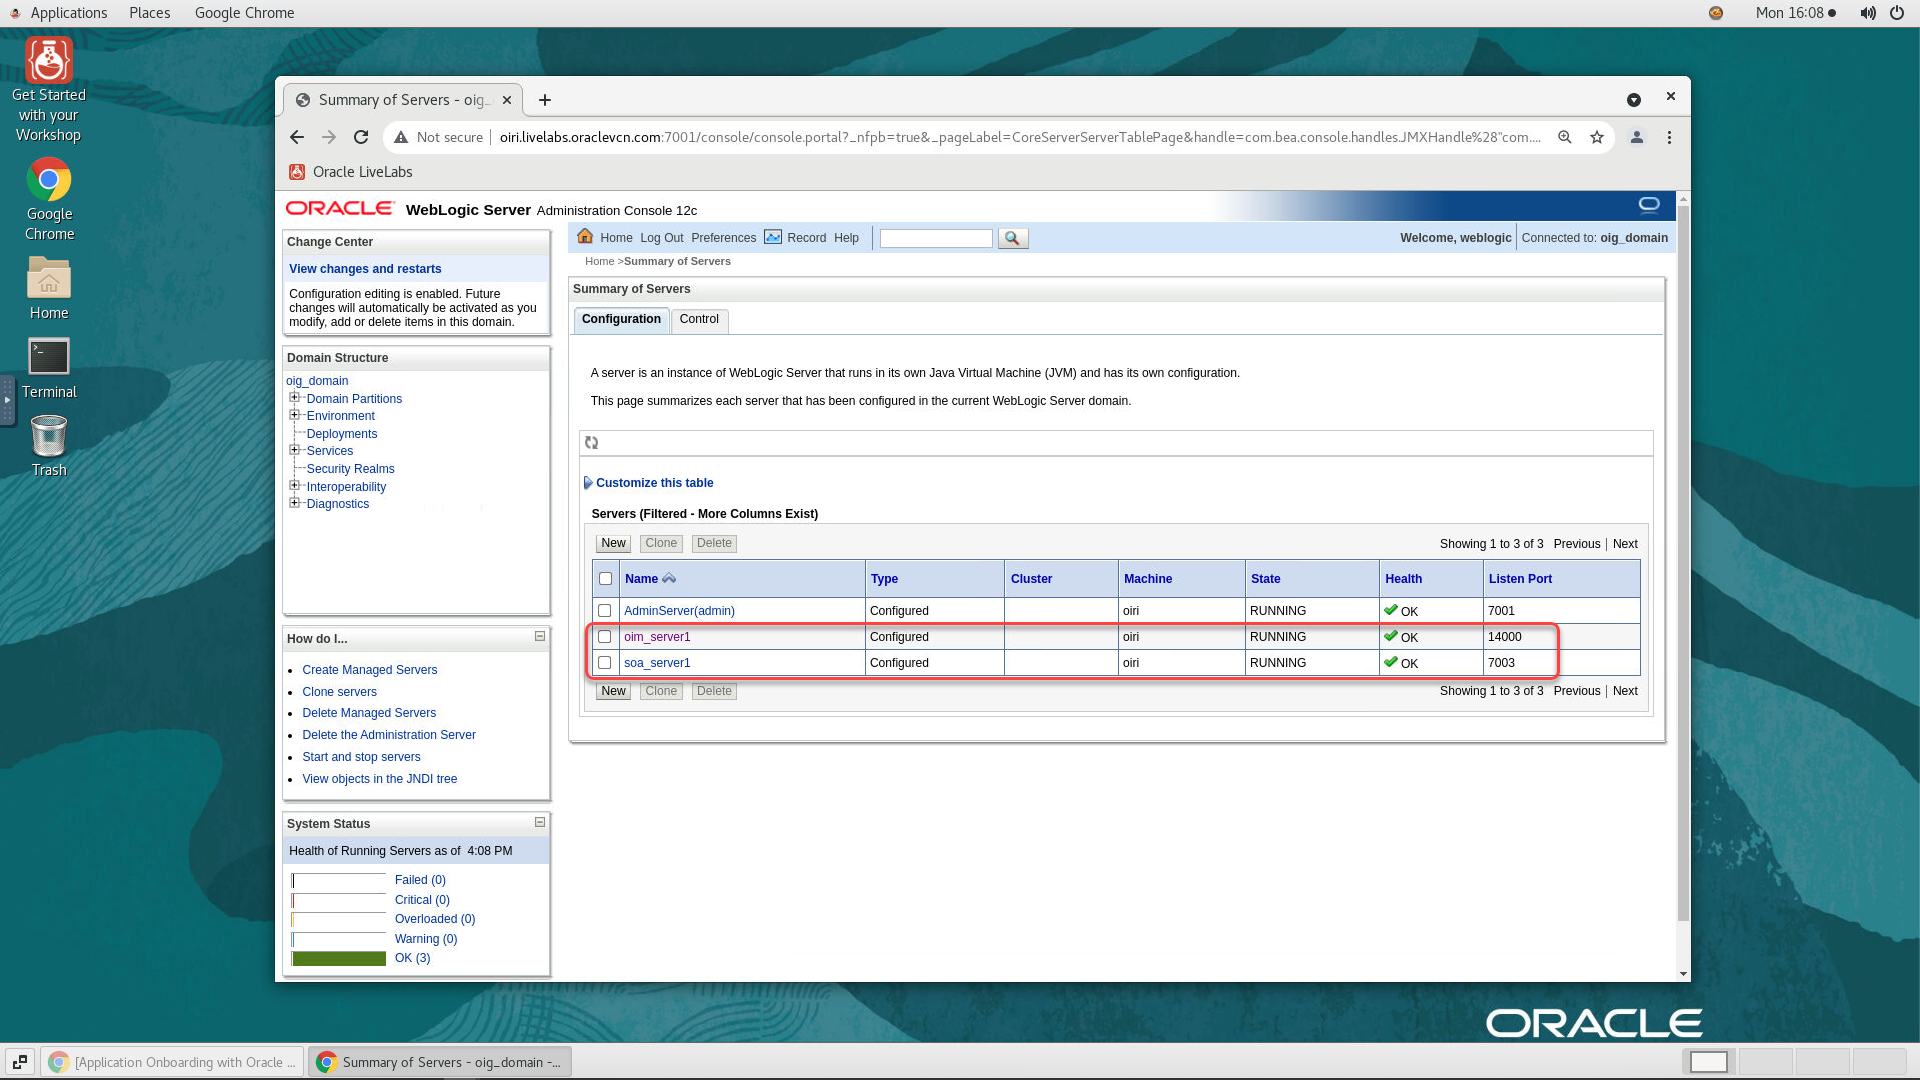 Applications Places Google Chrome Mon 16:08
Get Started
with your
Workshop
Google
Chrome
Home
Terminal
Trash
Summary of Servers - oig_
Not secure oiri.livelabs.oraclevcn.com:7001/console/console.portal?_nfpb=true&_pageLabel=CoreServerServerTablePage&handle=com.bea.console.handles.JMXHandle%28"com....
Oracle LiveLabs
ORACLE WebLogic Server Administration Console 12c
Change Center
View changes and restarts
Configuration editing is enabled. Future
changes will automatically be activated as you
modify, add or delete items in this domain.
Domain Structure
oig_domain
Domain Partitions
Environment
Deployments
Services
Security Realms
Interoperability
Diagnostics
How do I...
Create Managed Servers
Clone servers
Delete Managed Servers
Delete the Administration Server
Start and stop servers
View objects in the JNDI tree
System Status
Health of Running Servers as of 4:08 PM
Failed (0)
Critical (0)
Overloaded (0)
Warning (0)
OK (3)
Home Log Out Preferences Record Help Welcome, weblogic Connected to: oig_domain
Home >Summary of Servers
Summary of Servers
Configuration Control
A server is an instance of WebLogic Server that runs in its own Java Virtual Machine (JVM) and has its own configuration.
This page summarizes each server that has been configured in the current WebLogic Server domain.
Customize this table
Servers (Filtered - More Columns Exist)
New Clone Delete Showing 1 to 3 of 3 Previous | Next
Name Type Cluster Machine State Health Listen Port
AdminServer(admin) Configured oiri RUNNING OK 7001
oim_server1 Configured oiri RUNNING OK 14000
soa_server1 Configured oiri RUNNING OK 7003
New Clone Delete Showing 1 to 3 of 3 Previous | Next
ORACLE
[Application Onboarding with Oracle ... Summary of Servers - oig_domain -...